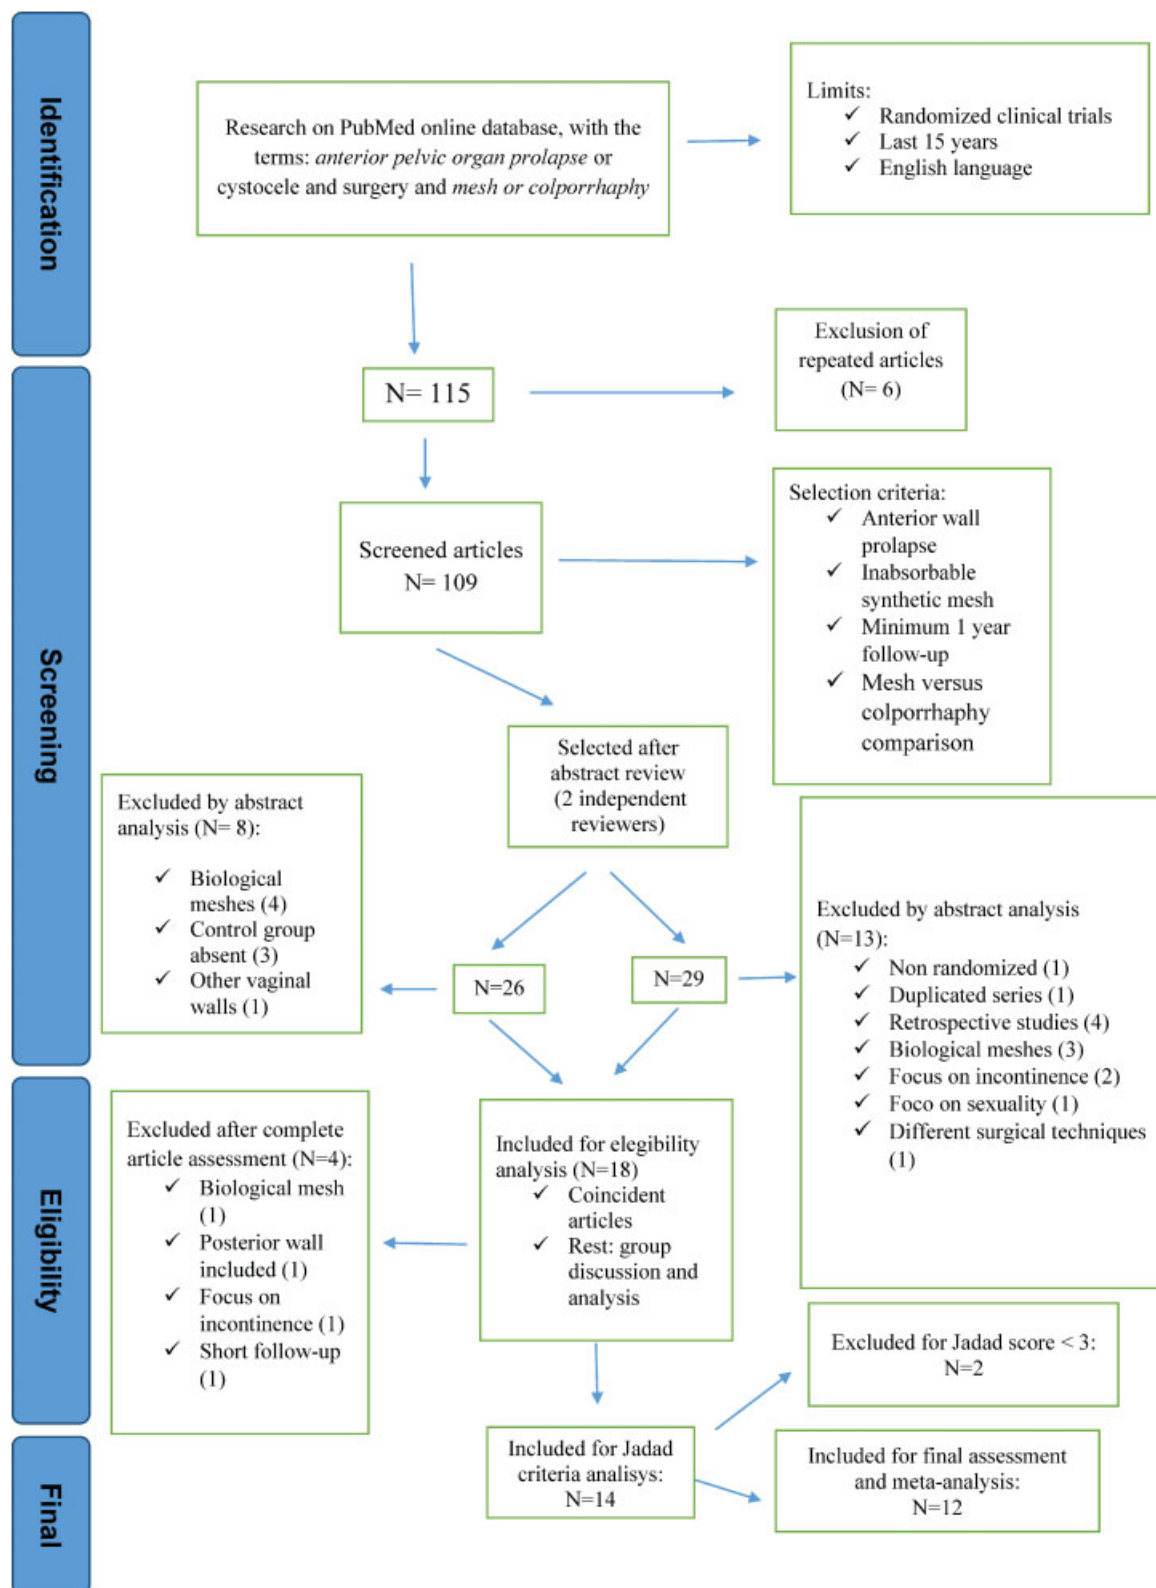 Identification
Research on PubMed online database, with the
terms: anterior pelvic organ prolapse or
cystocele and surgery and mesh or colporrhaphy
Limits:
✓ Randomized clinical trials
✓ Last 15 years
✓ English language
N= 115
Exclusion of
repeated articles
(N= 6)
Screening
Screened articles
N= 109
Selection criteria:
✓ Anterior wall
prolapse
✓ Inabsorbable
synthetic mesh
✓ Minimum 1 year
follow-up
✓ Mesh versus
colporrhaphy
comparison
Selected after
abstract review
(2 independent
reviewers)
Excluded by abstract
analysis (N= 8):
✓ Biological
meshes (4)
✓ Control group
absent (3)
✓ Other vaginal
walls (1)
N=26
N=29
Excluded by abstract analysis
(N=13):
✓ Non randomized (1)
✓ Duplicated series (1)
✓ Retrospective studies (4)
✓ Biological meshes (3)
✓ Focus on incontinence (2)
✓ Foco on sexuality (1)
✓ Different surgical techniques
(1)
Eligibility
Excluded after complete
article assessment (N=4):
✓ Biological mesh
(1)
✓ Posterior wall
included (1)
✓ Focus on
incontinence (1)
✓ Short follow-up
(1)
Included for elegibility
analysis (N=18)
✓ Coincident
articles
✓ Rest: group
discussion and
analysis
Excluded for Jadad score < 3:
N=2
Final
Included for Jadad
criteria analisys:
N=14
Included for final assessment
and meta-analysis:
N=12